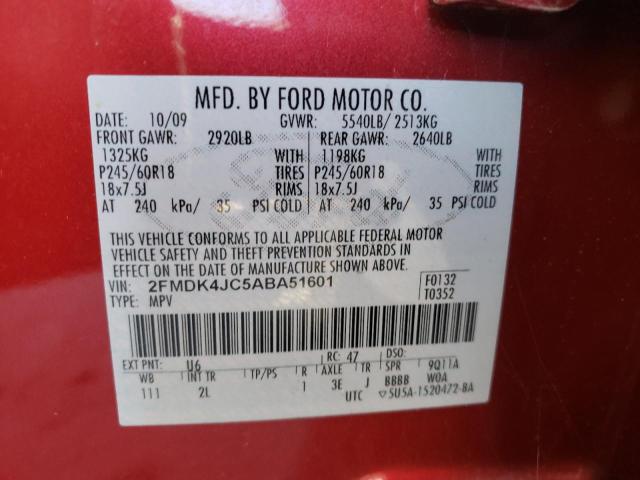 MFD. BY FORD MOTOR CO.
DATE: 10/09 GVWR: 5540LB/ 2513KG
FRONT GAWR: 2920LB REAR GAWR: 2640LB
1325KG WITH 1198KG WITH
P245/60R18 TIRES P245/60R18 TIRES
18x7.5J RIMS 18x7.5J RIMS
AT 240 kPa/ 35 PSI COLD AT 240 kPa/ 35 PSI COLD
THIS VEHICLE CONFORMS TO ALL APPLICABLE FEDERAL MOTOR
VEHICLE SAFETY AND THEFT PREVENTION STANDARDS IN
EFFECT ON THE DATE OF MANUFACTURE SHOWN ABOVE.
VIN: 2FMDK4JC5ABA51601 F0132
TYPE: MPV T0352
EXT PNT: U6 RC: 47 DSO:
WB INT TR TP/PS R AXLE TR SPR 9Q11A
111 2L 1 3E J BBBB W0A
UTC ▽5U5A-1520472-BA